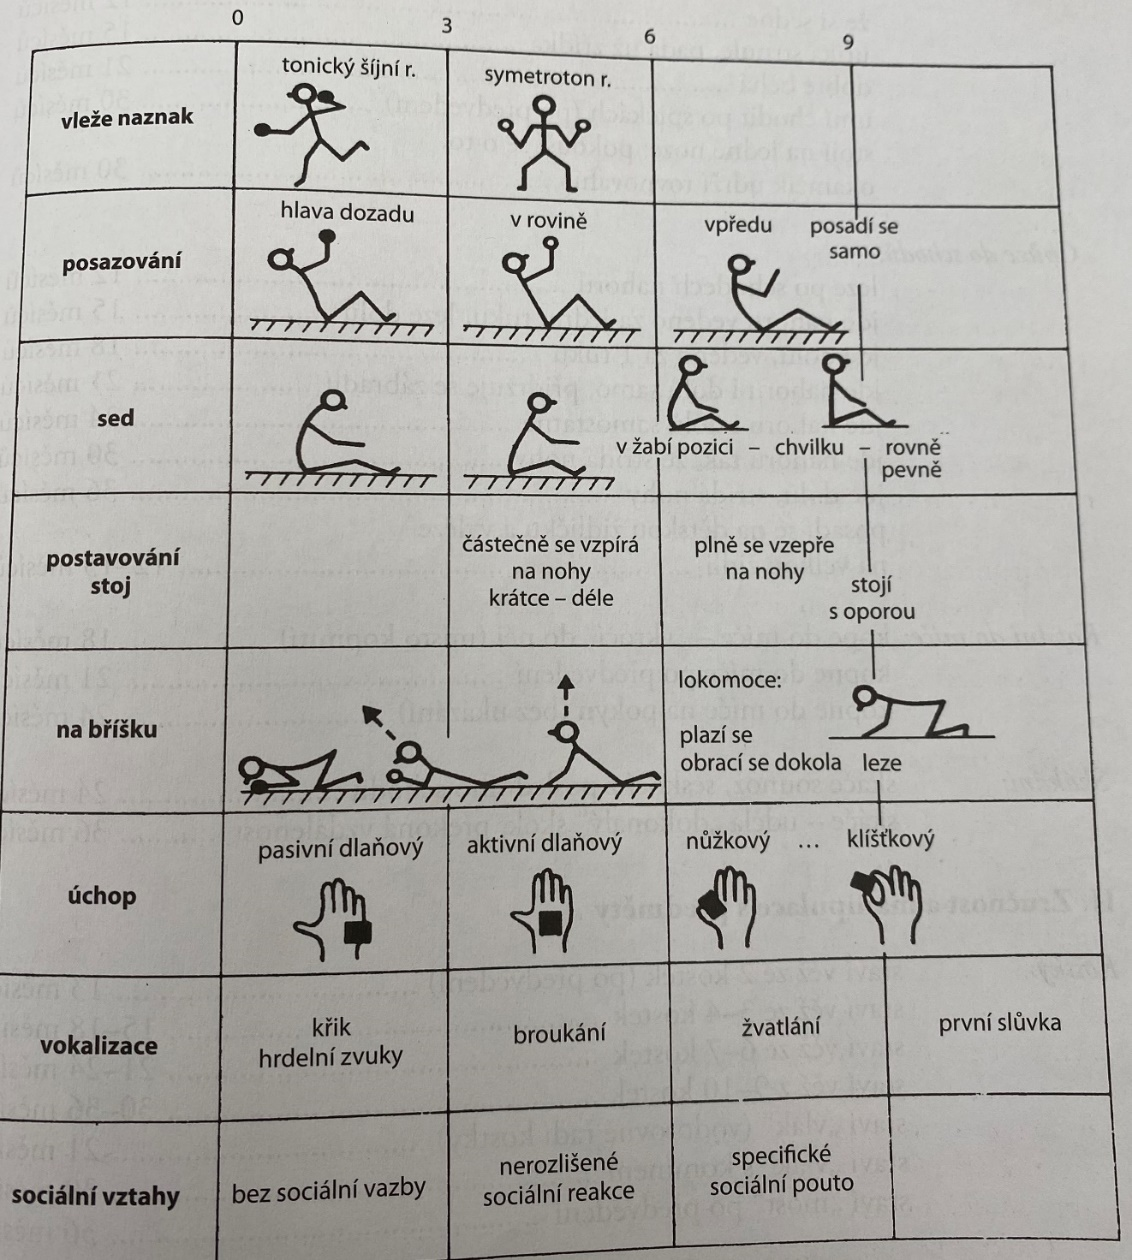 0 3 6 9
vleže naznak
tonický šíjní r.
symetroton r.
posazování
hlava dozadu
v rovině
vpředu
posadí se
samo
sed
v žabí pozici – chvilku – rovně
pevně
postavování
stoj
částečně se vzpírá
na nohy
krátce – déle
plně se vzepře
na nohy
stojí
s oporou
na bříšku
lokomoce:
plazí se
obrací se dokola
leze
úchop
pasivní dlaňový
aktivní dlaňový
nůžkový ... klíšťkový
vokalizace
křik
hrdelní zvuky
broukání
žvatlání
první slůvka
sociální vztahy
bez sociální vazby
nerozlišené
sociální reakce
specifické
sociální pouto